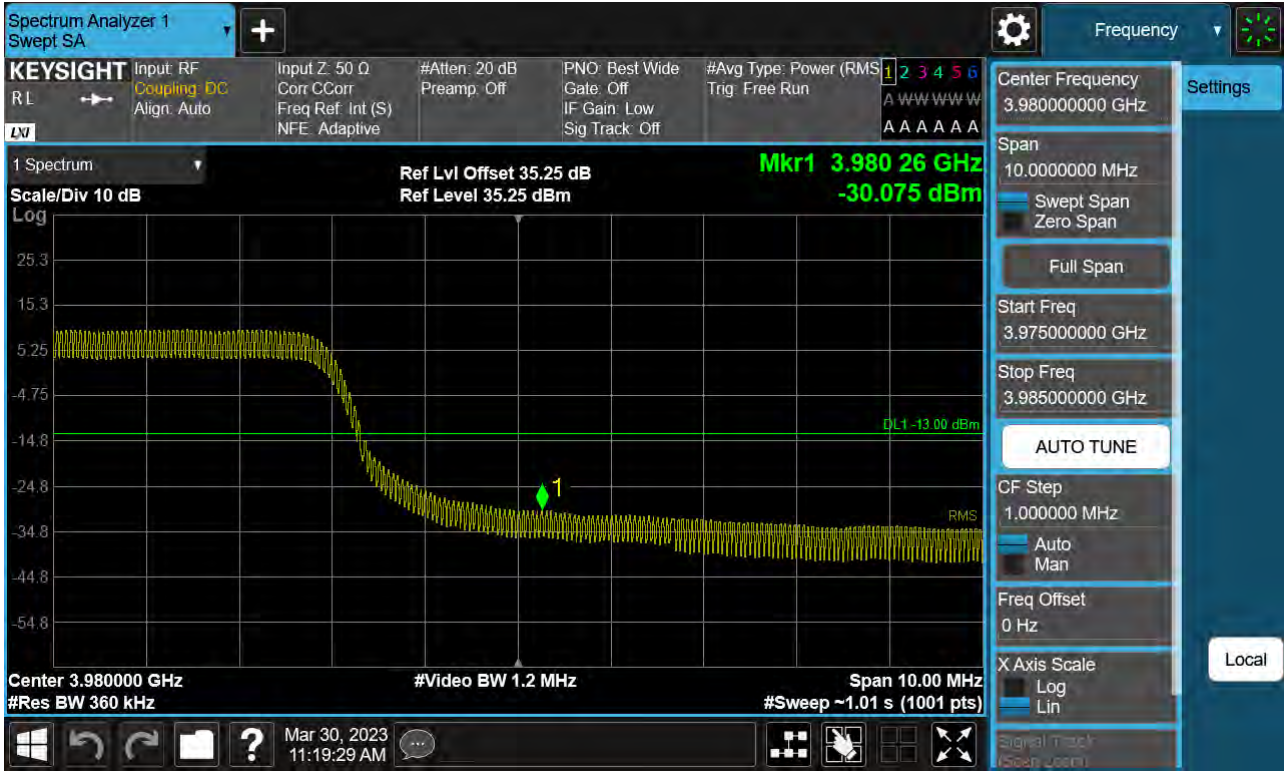 Spectrum Analyzer 1
Swept SA
+
Frequency
KEYSIGHT
RL
LXI
Input: RF
Coupling: DC
Align: Auto
Input Z: 50 Ω
Corr CCorr
Freq Ref: Int (S)
NFE: Adaptive
#Atten: 20 dB
Preamp: Off
PNO: Best Wide
Gate: Off
IF Gain: Low
Sig Track: Off
#Avg Type: Power (RMS
Trig: Free Run
1 2 3 4 5 6
A W W W W W
A A A A A A
1 Spectrum
Scale/Div 10 dB
Log
Ref Lvl Offset 35.25 dB
Ref Level 35.25 dBm
Mkr1 3.980 26 GHz
-30.075 dBm
25.3
15.3
5.25
-4.75
DL1 -13.00 dBm
-14.8
-24.8
1
RMS
-34.8
-44.8
-54.8
Center 3.980000 GHz
#Res BW 360 kHz
#Video BW 1.2 MHz
Span 10.00 MHz
#Sweep ~1.01 s (1001 pts)
Center Frequency
3.980000000 GHz
Settings
Span
10.0000000 MHz
Swept Span
Zero Span
Full Span
Start Freq
3.975000000 GHz
Stop Freq
3.985000000 GHz
AUTO TUNE
CF Step
1.000000 MHz
Auto
Man
Freq Offset
0 Hz
X Axis Scale
Log
Lin
Local
Signal Track
(Span Zoom)
?
Mar 30, 2023
11:19:29 AM